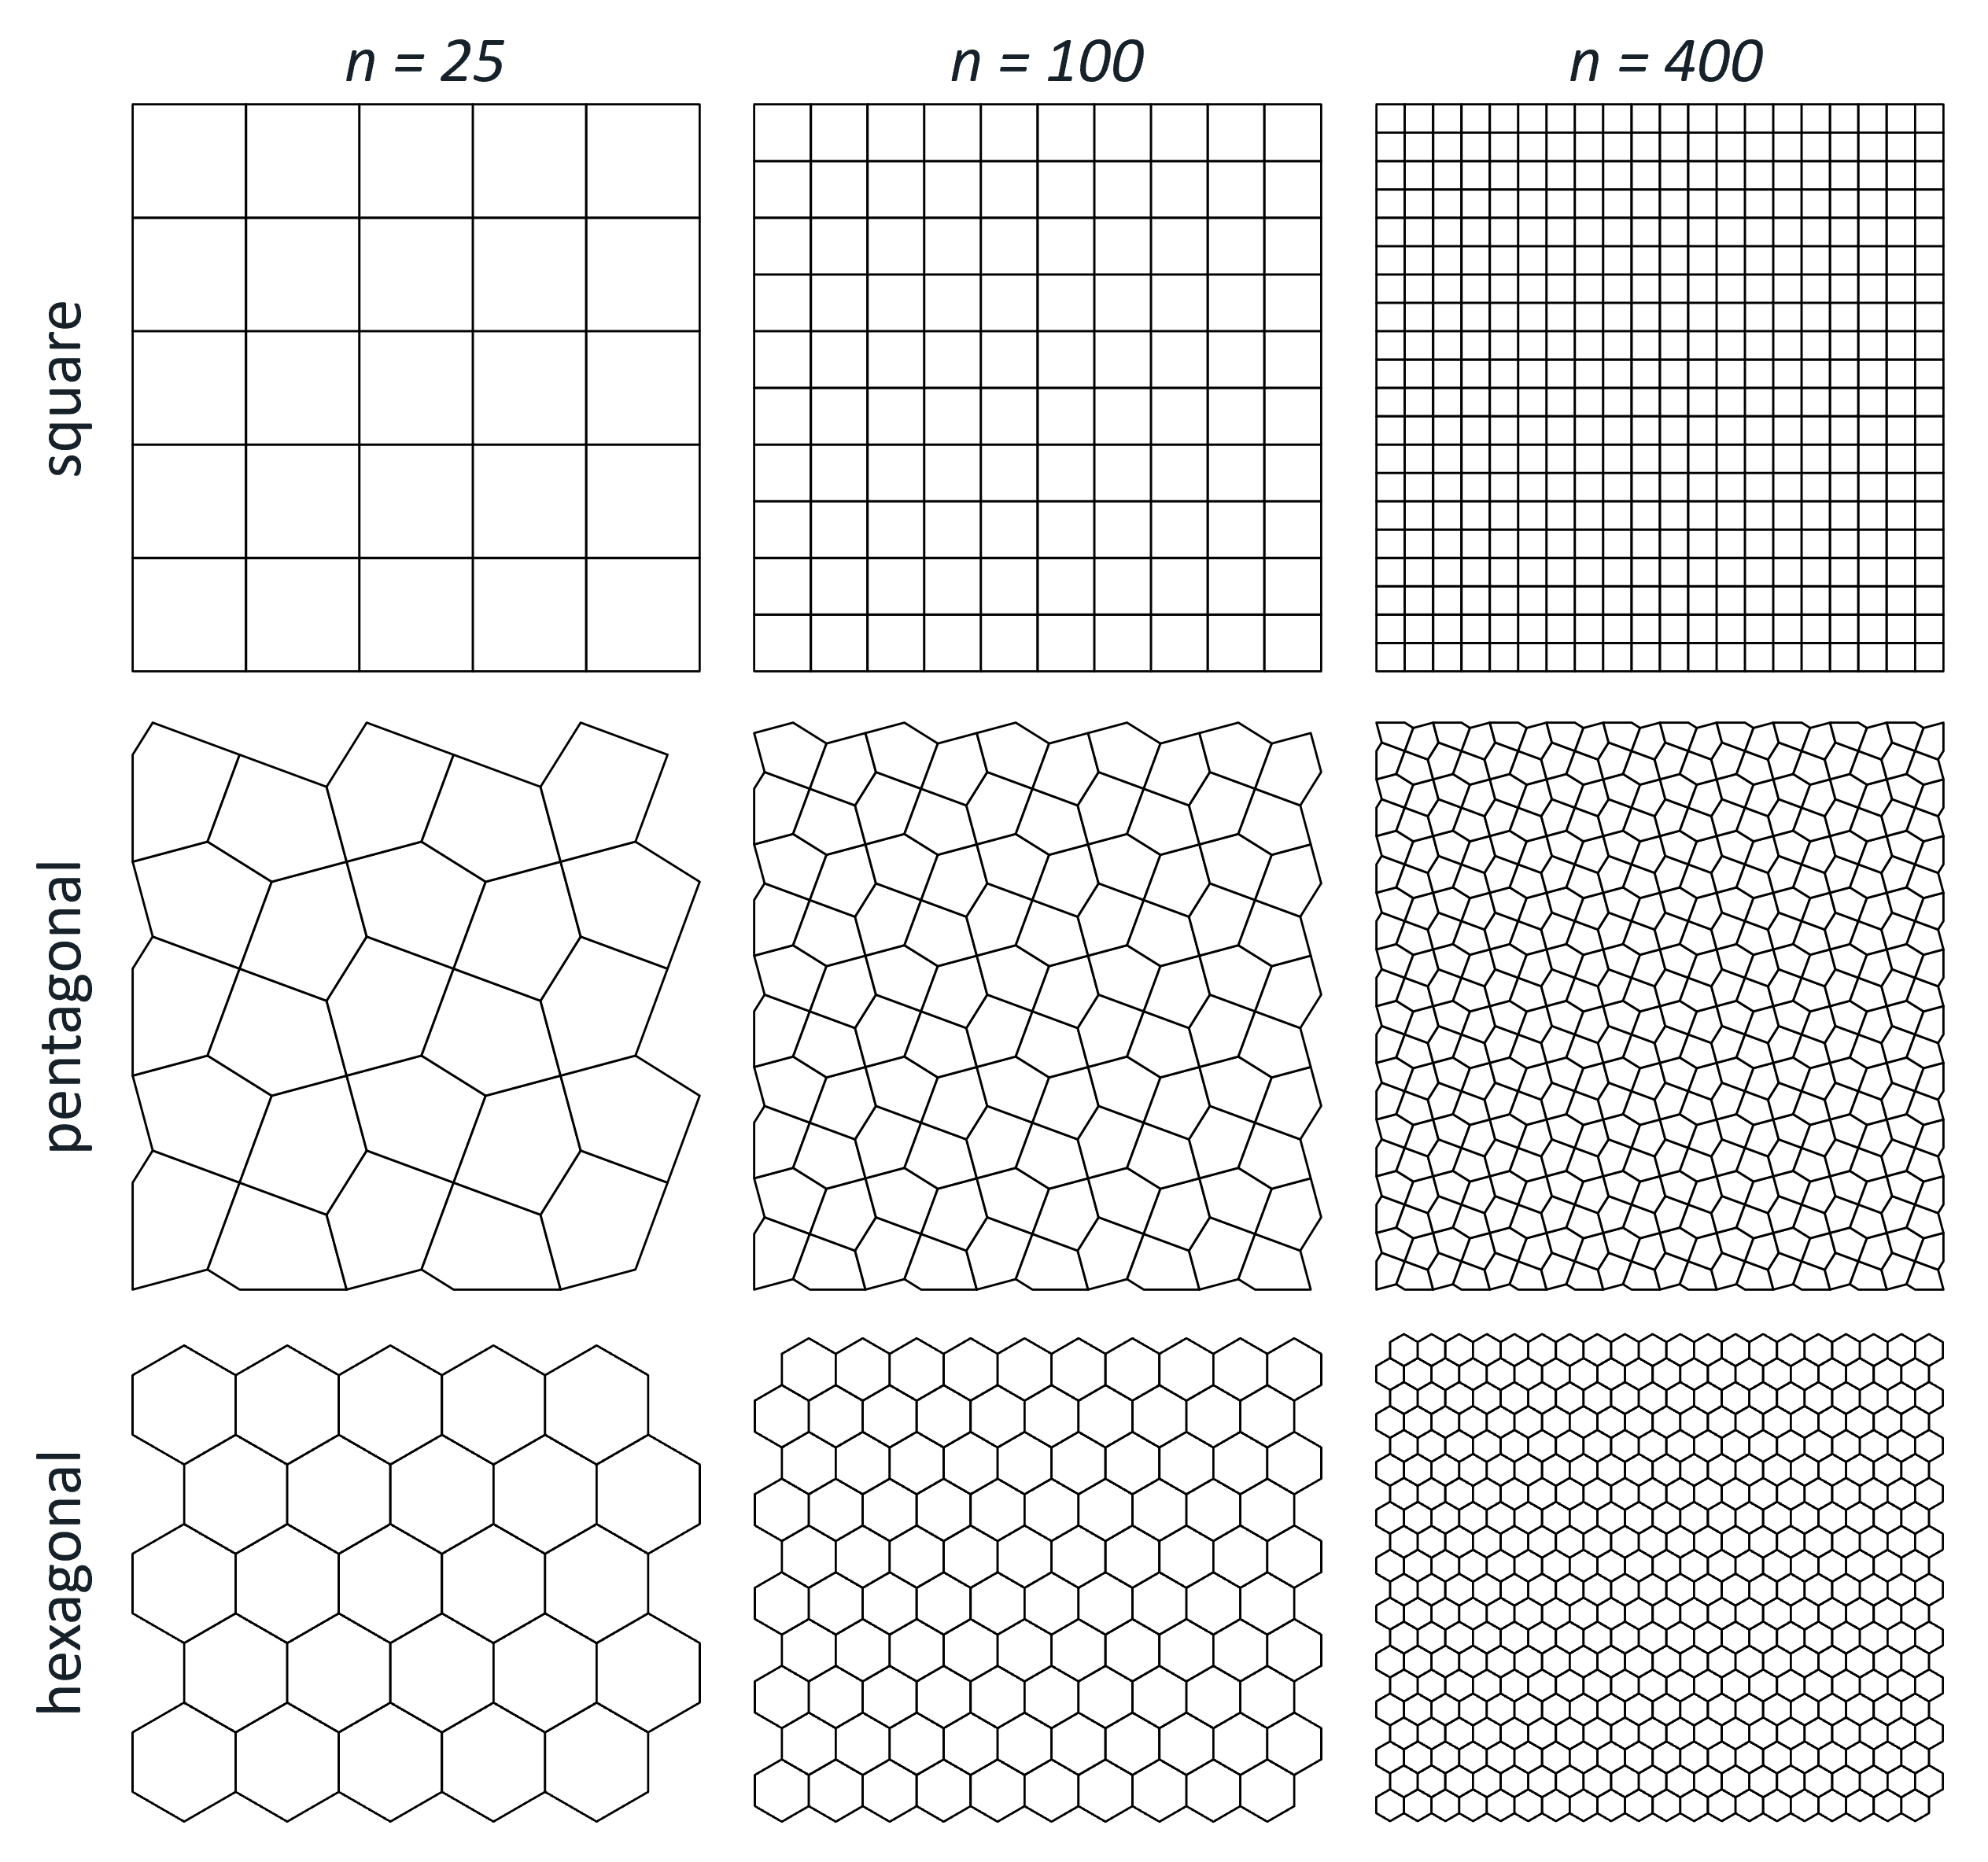 n = 25
n = 100
n = 400
square
pentagonal
hexagonal